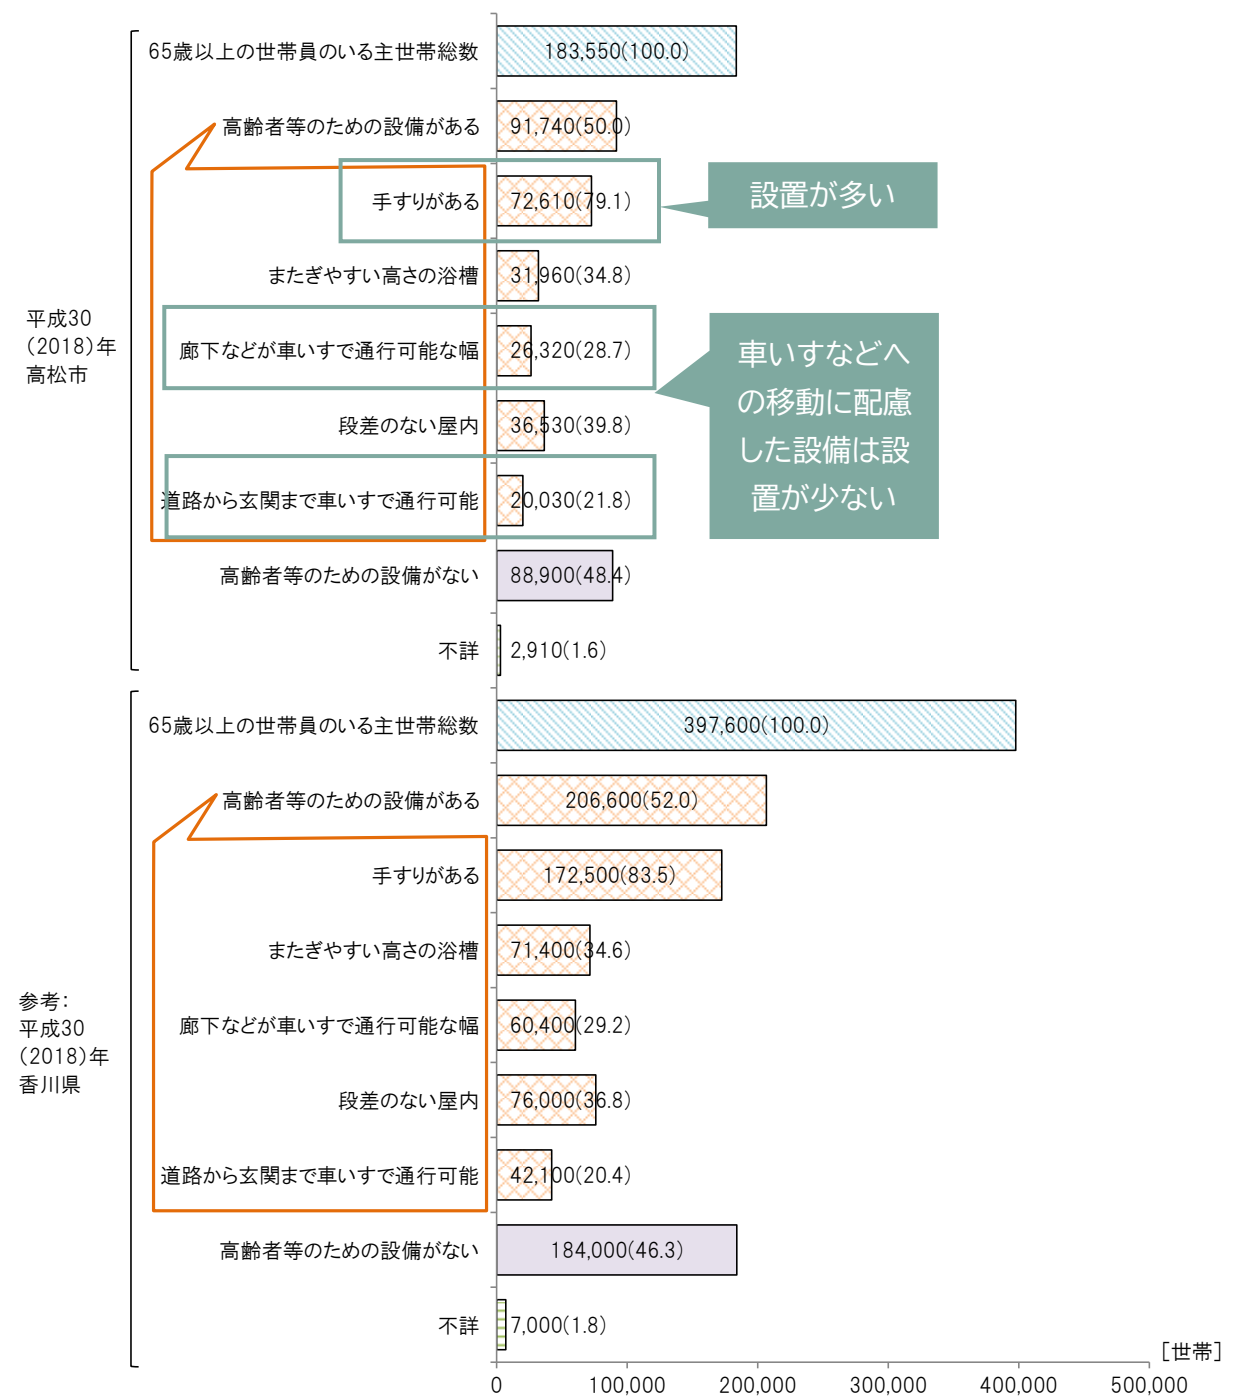 平成30
（2018）年
高松市
65歳以上の世帯員のいる主世帯総数
183,550(100.0)
高齢者等のための設備がある
91,740(50.0)
手すりがある
72,610(79.1)
設置が多い
またぎやすい高さの浴槽
31,960(34.8)
廊下などが車いすで通行可能な幅
26,320(28.7)
車いすなどへ
の移動に配慮
した設備は設
置が少ない
段差のない屋内
36,530(39.8)
道路から玄関まで車いすで通行可能
20,030(21.8)
高齢者等のための設備がない
88,900(48.4)
不詳
2,910(1.6)
参考：
平成30
（2018）年
香川県
65歳以上の世帯員のいる主世帯総数
397,600(100.0)
高齢者等のための設備がある
206,600(52.0)
手すりがある
172,500(83.5)
またぎやすい高さの浴槽
71,400(34.6)
廊下などが車いすで通行可能な幅
60,400(29.2)
段差のない屋内
76,000(36.8)
道路から玄関まで車いすで通行可能
42,100(20.4)
高齢者等のための設備がない
184,000(46.3)
不詳
7,000(1.8)
［世帯］
0 100,000 200,000 300,000 400,000 500,000